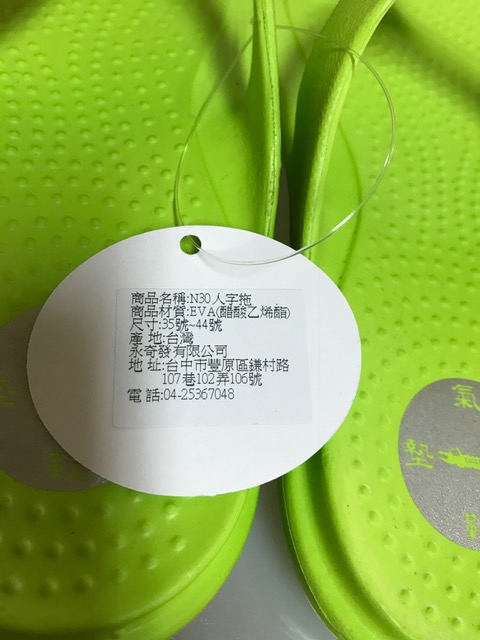 商品名稱:N30人字拖
商品材質:EVA(醋酸乙烯酯)
尺寸:35號~44號
產 地:台灣
永奇發有限公司
地 址:台中市豐原區鎌村路
107巷102弄106號
電 話:04-25367048
氣
墊